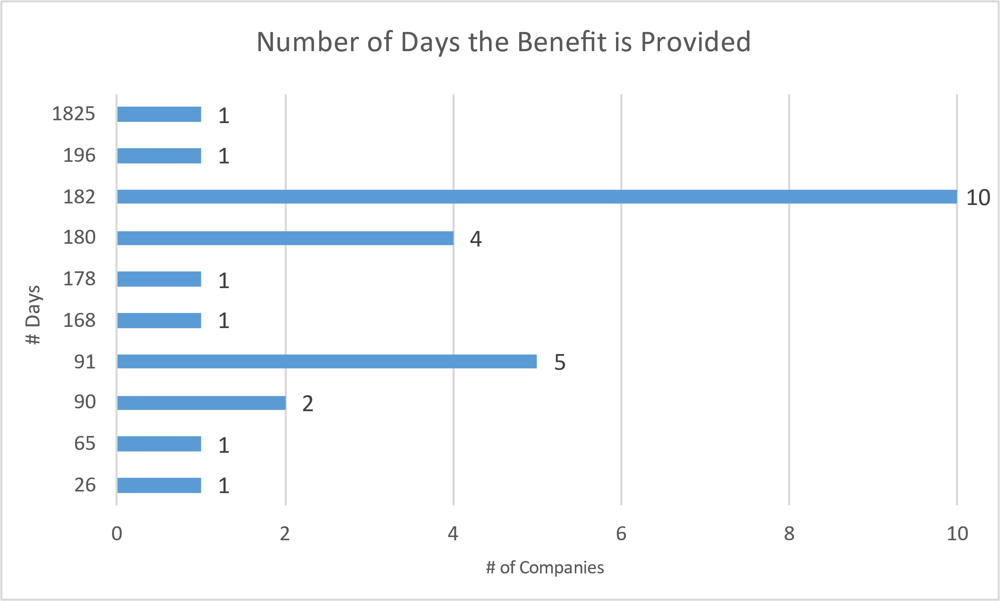 Number of Days the Benefit is Provided
1825 1
196 1
182 10
180 4
178 1
168 1
91 5
90 2
65 1
26 1
# Days
0 2 4 6 8 10
# of Companies